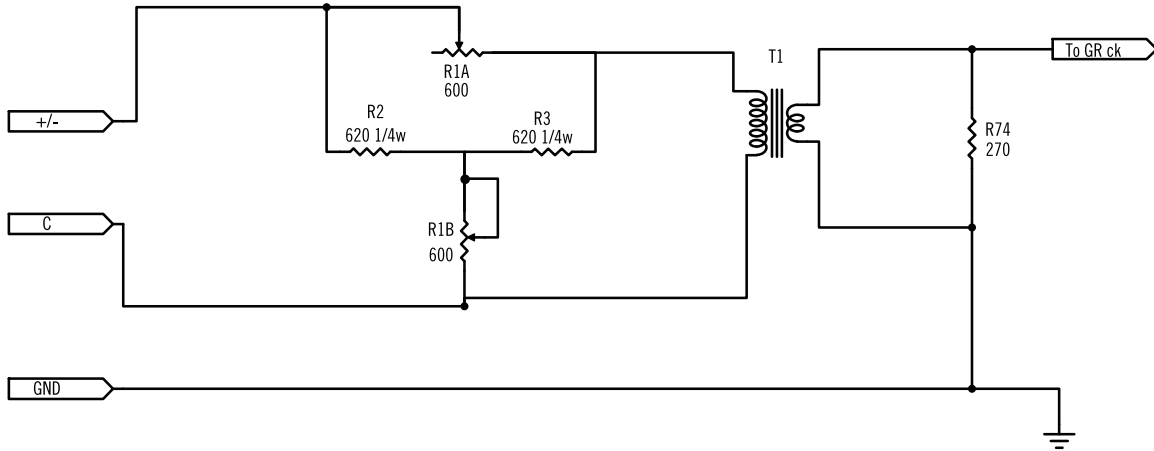 To GR ck
T1
R1A
600
+/-
R2
620 1/4w
R3
620 1/4w
R74
270
C
R1B
600
GND